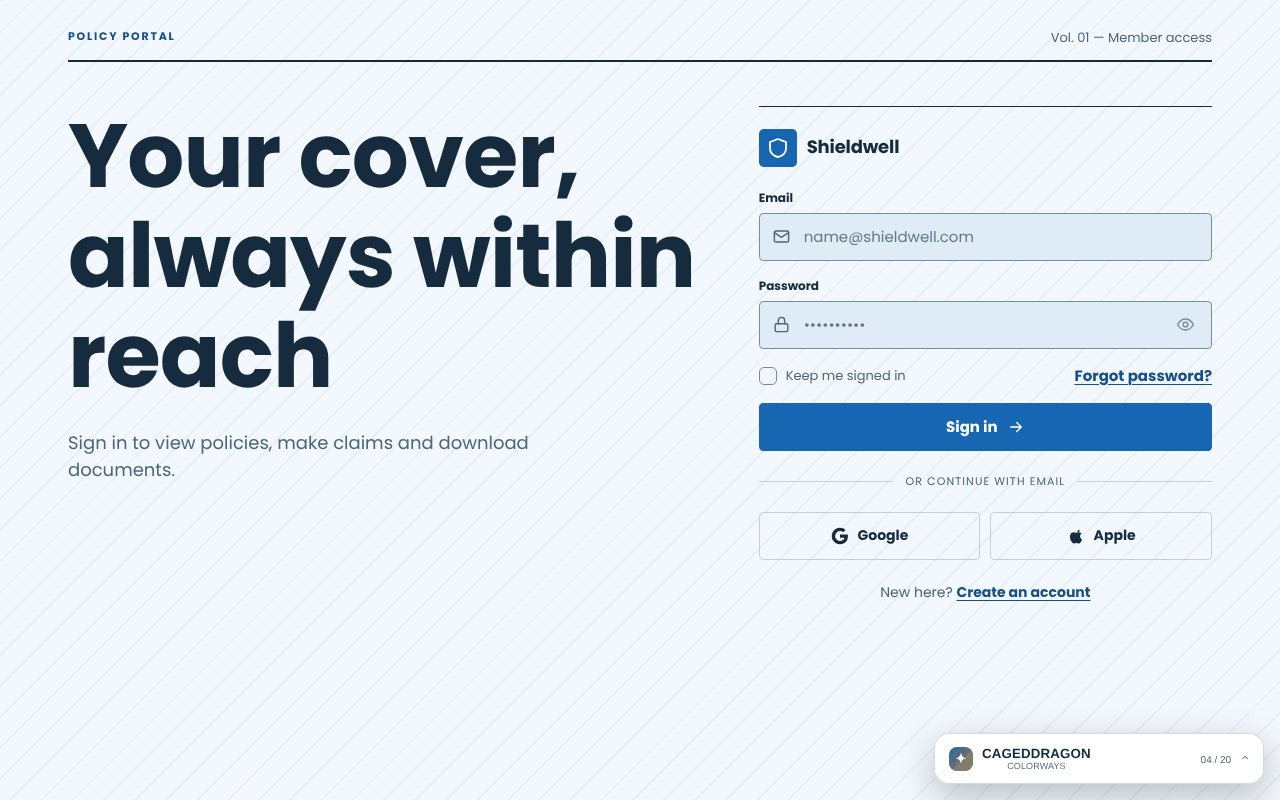 POLICY PORTAL
Vol. 01 — Member access
Your cover,
always within
reach
Sign in to view policies, make claims and download
documents.
Shieldwell
Email
name@shieldwell.com
Password
••••••••••
Keep me signed in
Forgot password?
Sign in →
OR CONTINUE WITH EMAIL
Google
Apple
New here? Create an account
CAGEDDRAGON
COLORWAYS
04 / 20